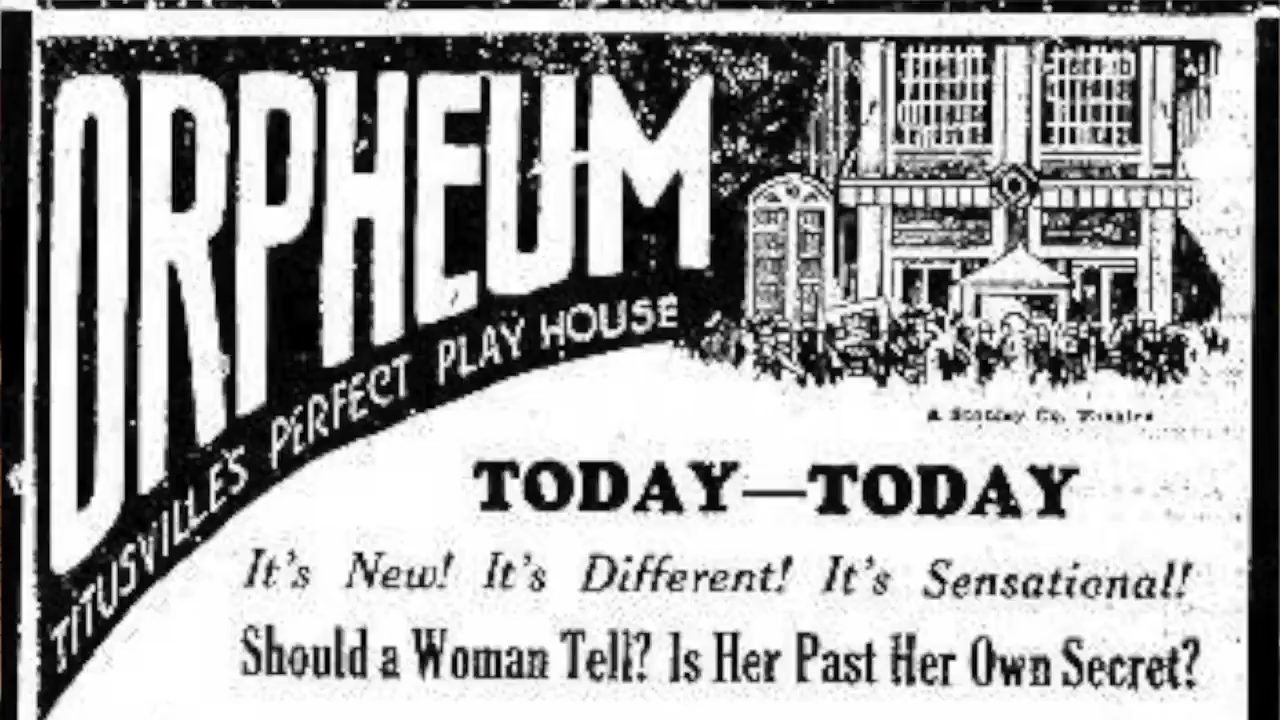 ORPHEUM
TITUSVILLE'S PERFECT PLAY HOUSE
A Co.
TODAY—TODAY
It's New! It's Different! It's Sensational!
Should a Woman Tell? Is Her Past Her Own Secret?